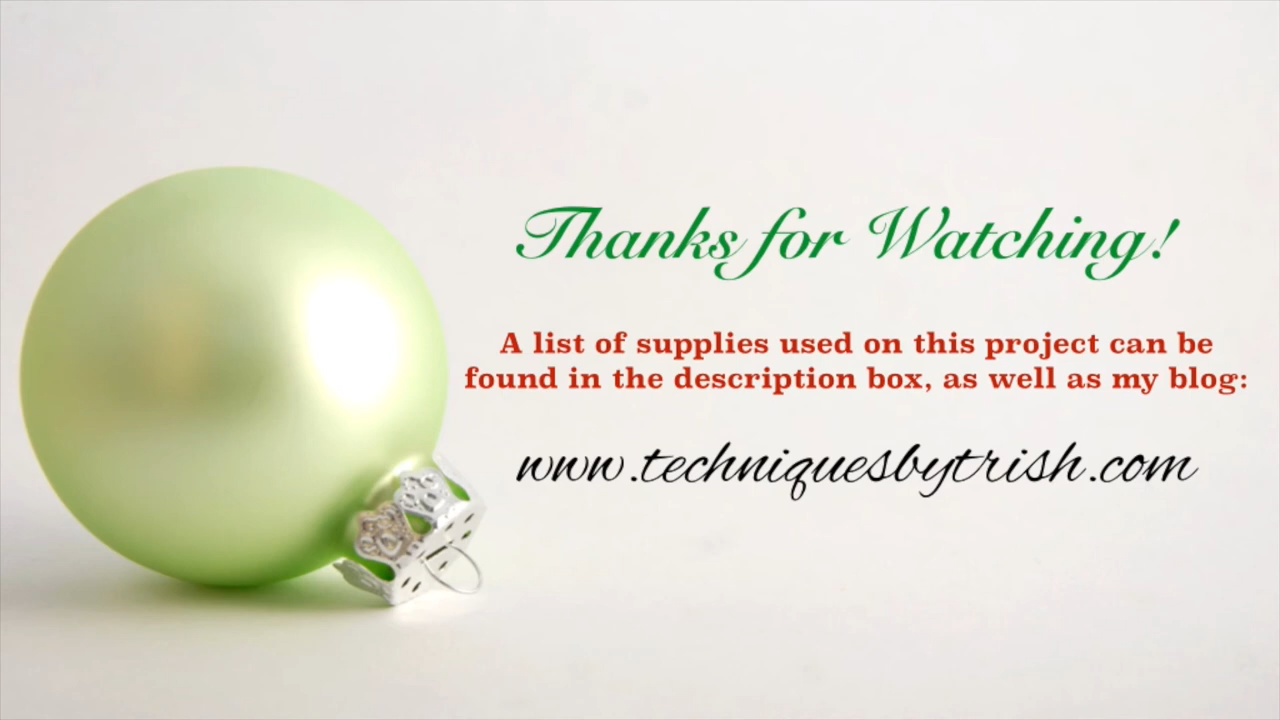 Thanks for Watching!
A list of supplies used on this project can be
found in the description box, as well as my blog:
www.techniquesbytrish.com